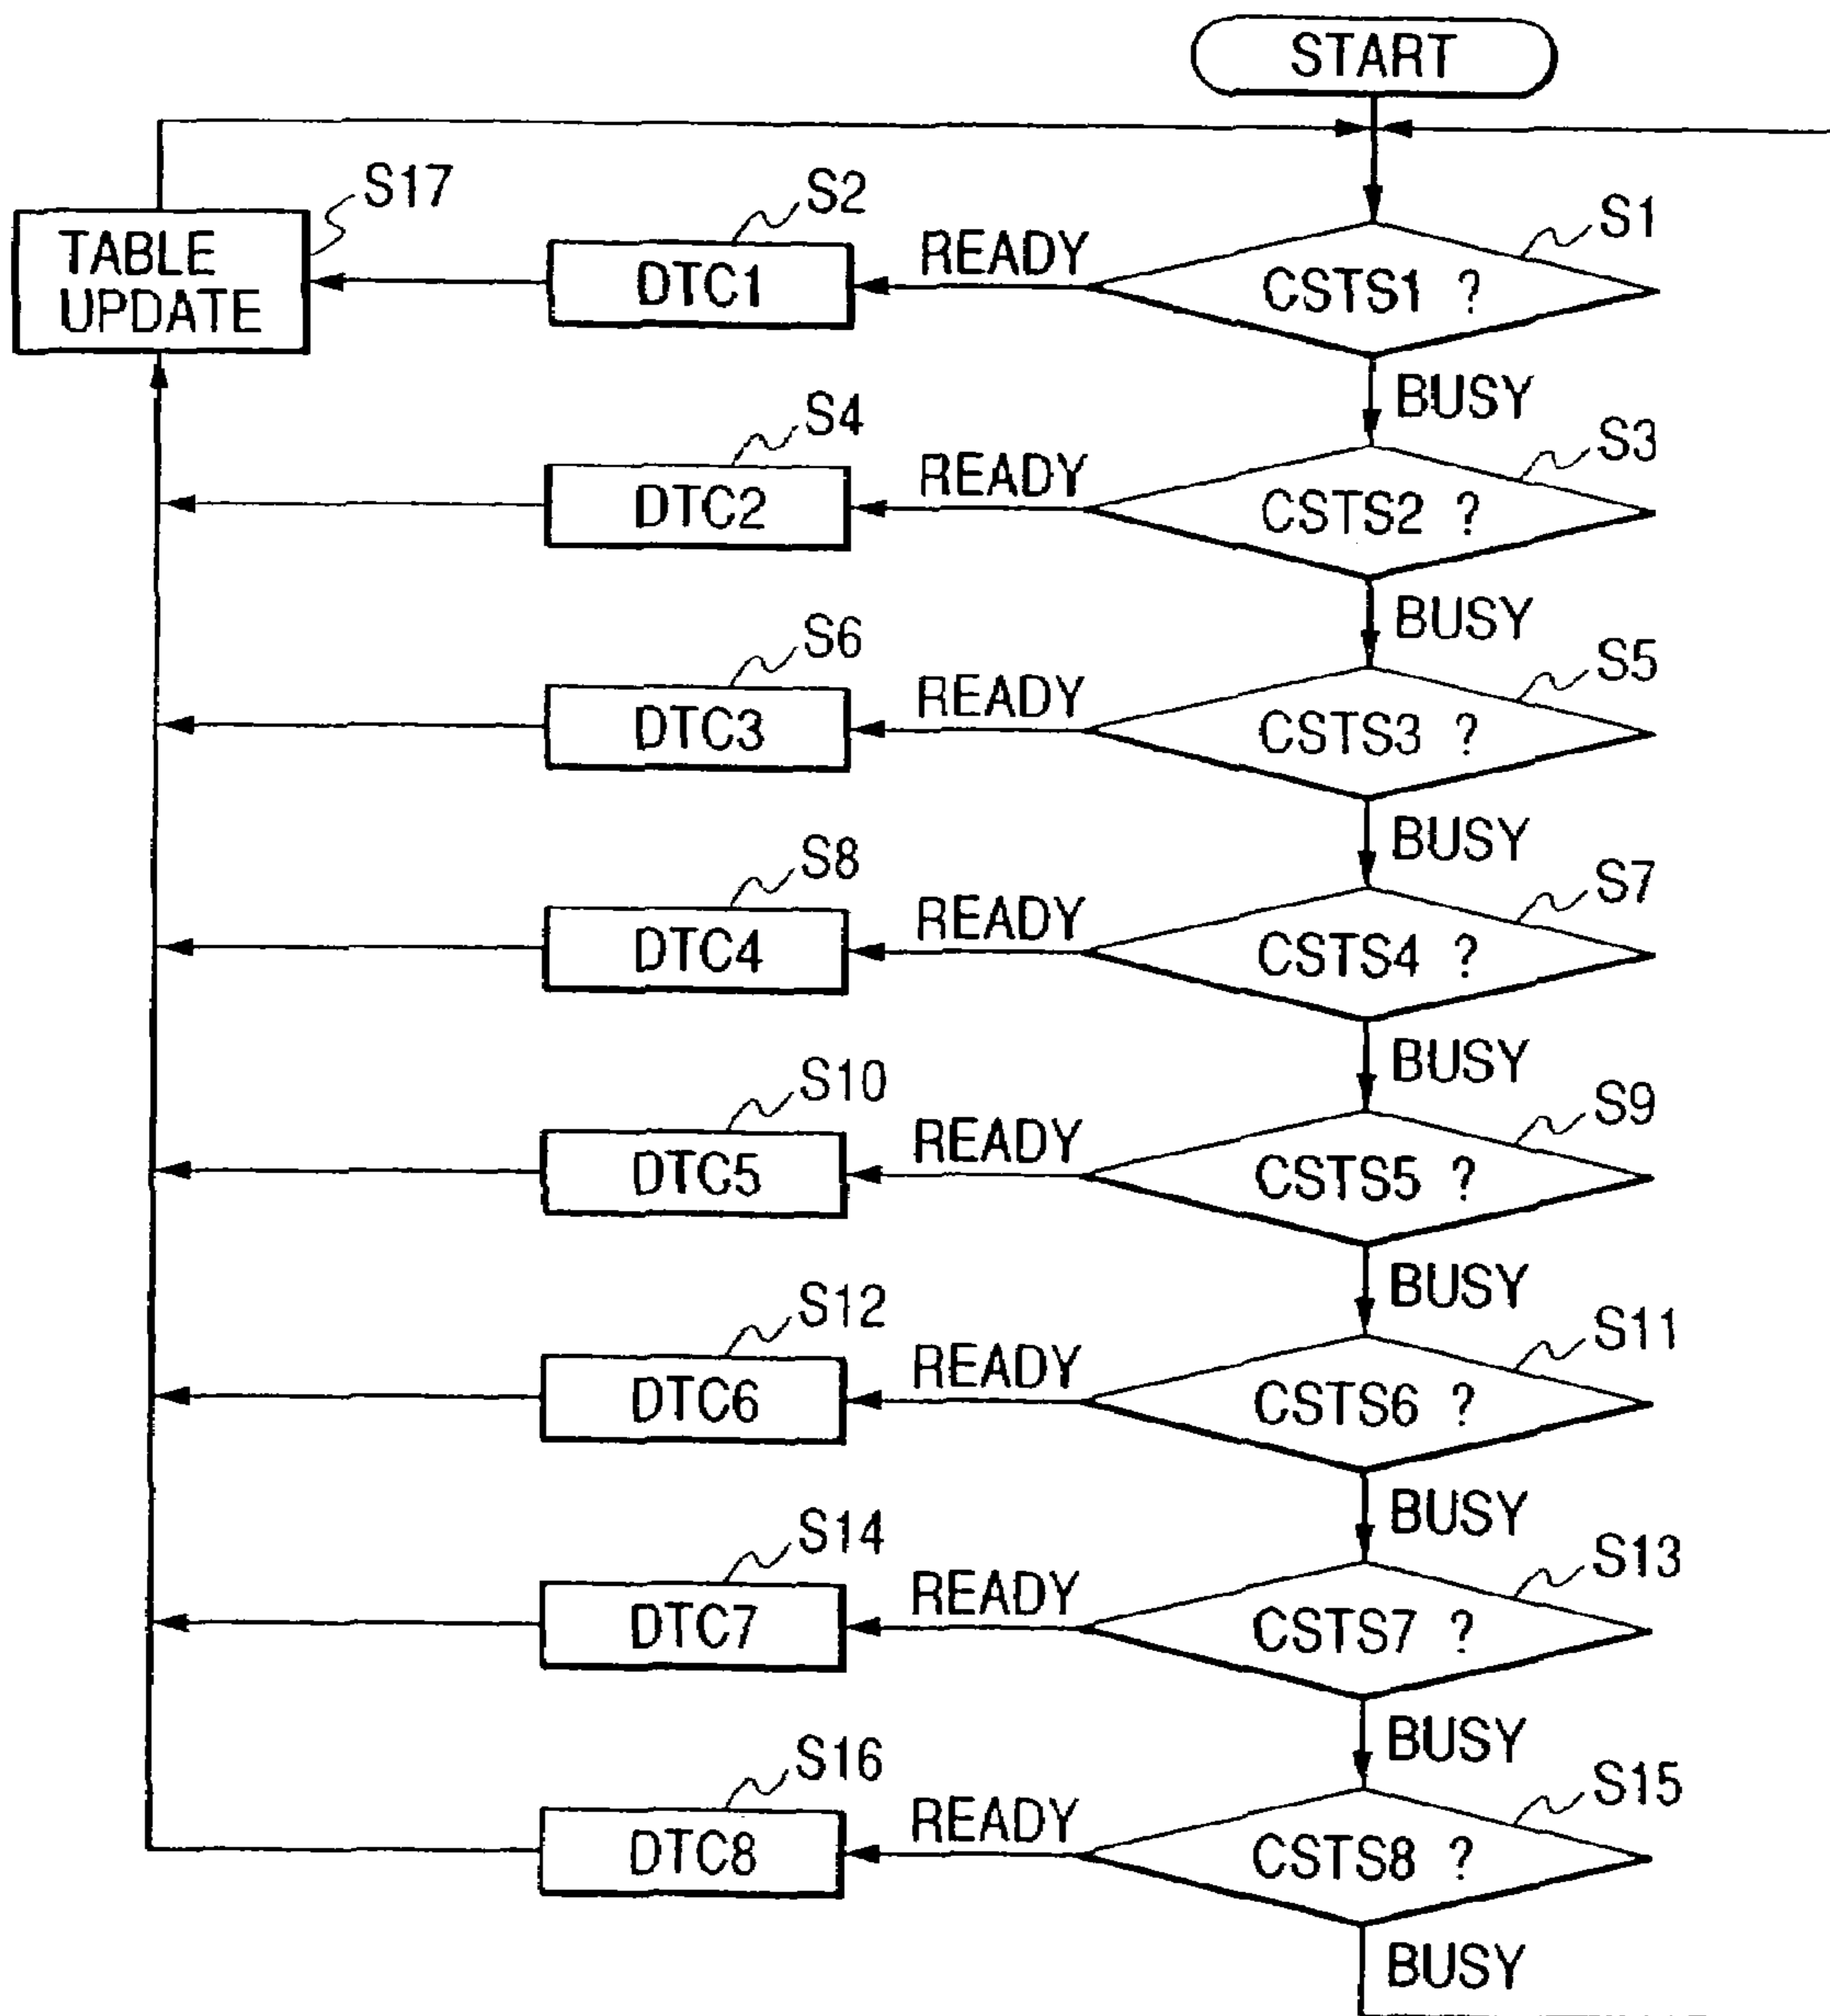 START
S17
S2
S1
TABLE
UPDATE
DTC1
READY
CSTS1 ?
BUSY
S4
S3
DTC2
READY
CSTS2 ?
BUSY
S6
S5
DTC3
READY
CSTS3 ?
BUSY
S8
S7
DTC4
READY
CSTS4 ?
BUSY
S10
S9
DTC5
READY
CSTS5 ?
BUSY
S12
S11
DTC6
READY
CSTS6 ?
BUSY
S14
S13
DTC7
READY
CSTS7 ?
BUSY
S16
S15
DTC8
READY
CSTS8 ?
BUSY